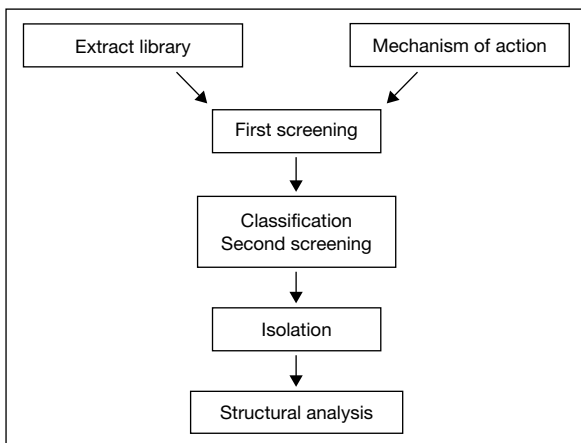 Extract library
Mechanism of action
First screening
Classification
Second screening
Isolation
Structural analysis